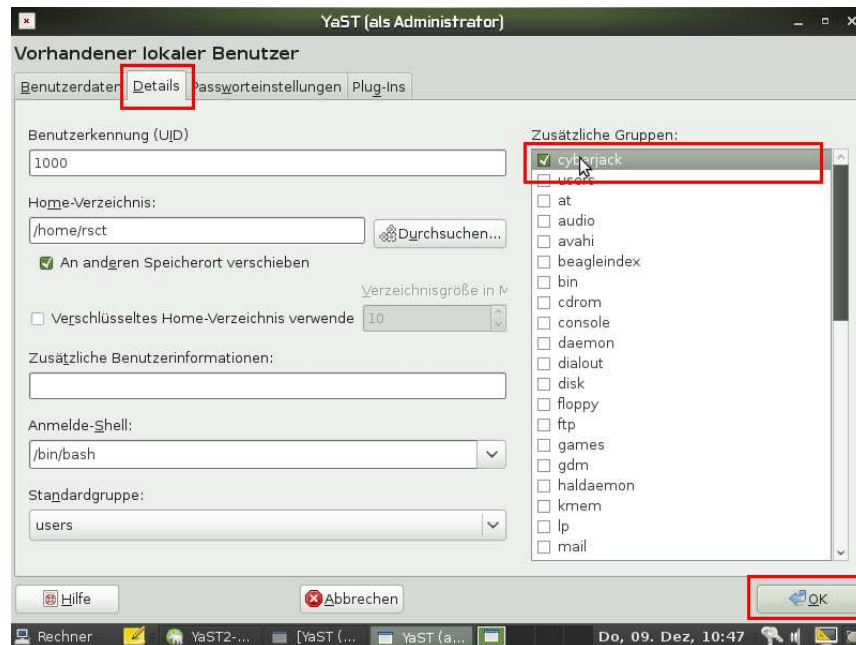 YaST (als Administrator)
Vorhandener lokaler Benutzer
Benutzerdaten Details Passworteinstellungen Plug-Ins
Benutzerkennung (UID)
1000
Home-Verzeichnis:
/home/rsct
Durchsuchen...
An anderen Speicherort verschieben
Verzeichnisgröße in M
Verschlüsseltes Home-Verzeichnis verwende
10
Zusätzliche Benutzerinformationen:
Anmelde-Shell:
/bin/bash
Standardgruppe:
users
Zusätzliche Gruppen:
cyberjack
users
at
audio
avahi
beagleindex
bin
cdrom
console
daemon
dialout
disk
floppy
ftp
games
gdm
haldaemon
kmem
lp
mail
Hilfe Abbrechen OK
Rechner YaST2-... [YaST (... YaST (a... Do, 09. Dez, 10:47